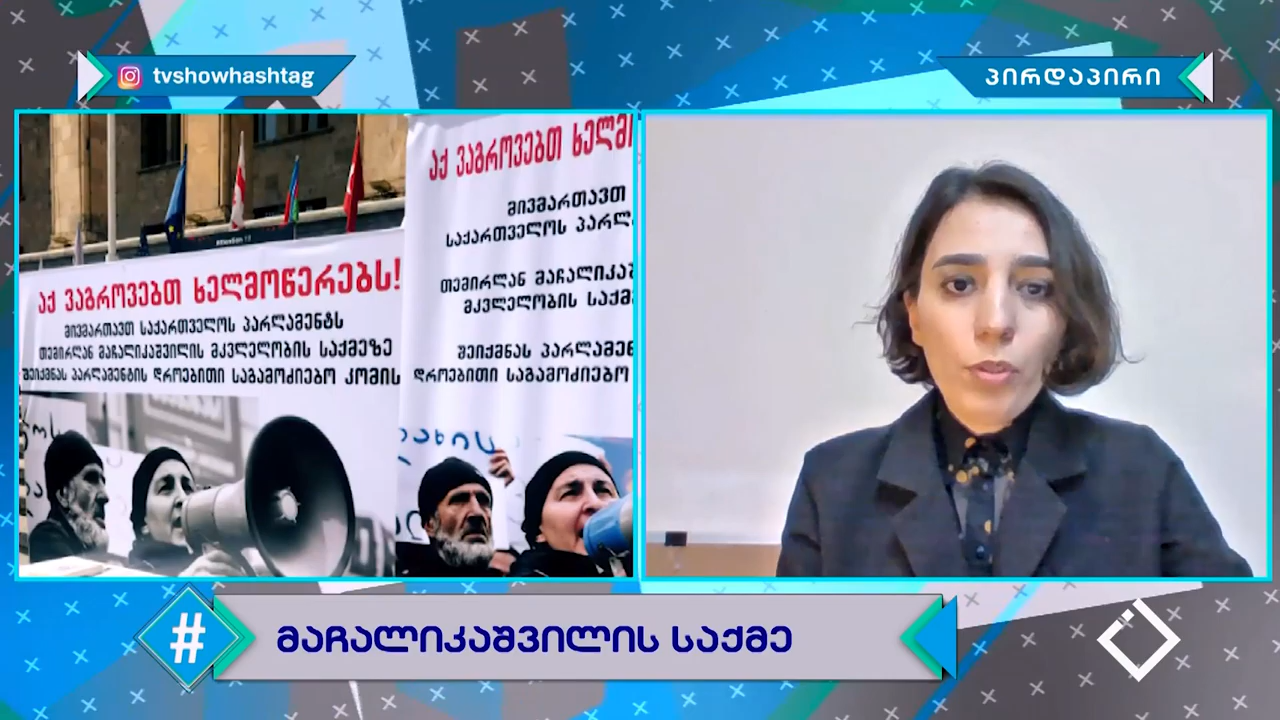 tvshowhashtag
პირდაპირი
აქ ვაგროვებთ ხელმოწერებს!
მივმართავთ საქართველოს პარლამენტს
თემირლან მაჩალიკაშვილის მკვლელობის საქმეზე
შეიქმნას პარლამენტის დროებითი საგამოძიებო კომის
აქ ვაგროვებთ ხელმ
მივმართავთ
საქართველოს პარლ
თემირლან მაჩალიკაშ
მკვლელობის საქმ
შეიქმნას პარლამენ
დროებითი საგამოძიებო
# მაჩალიკაშვილის საქმე